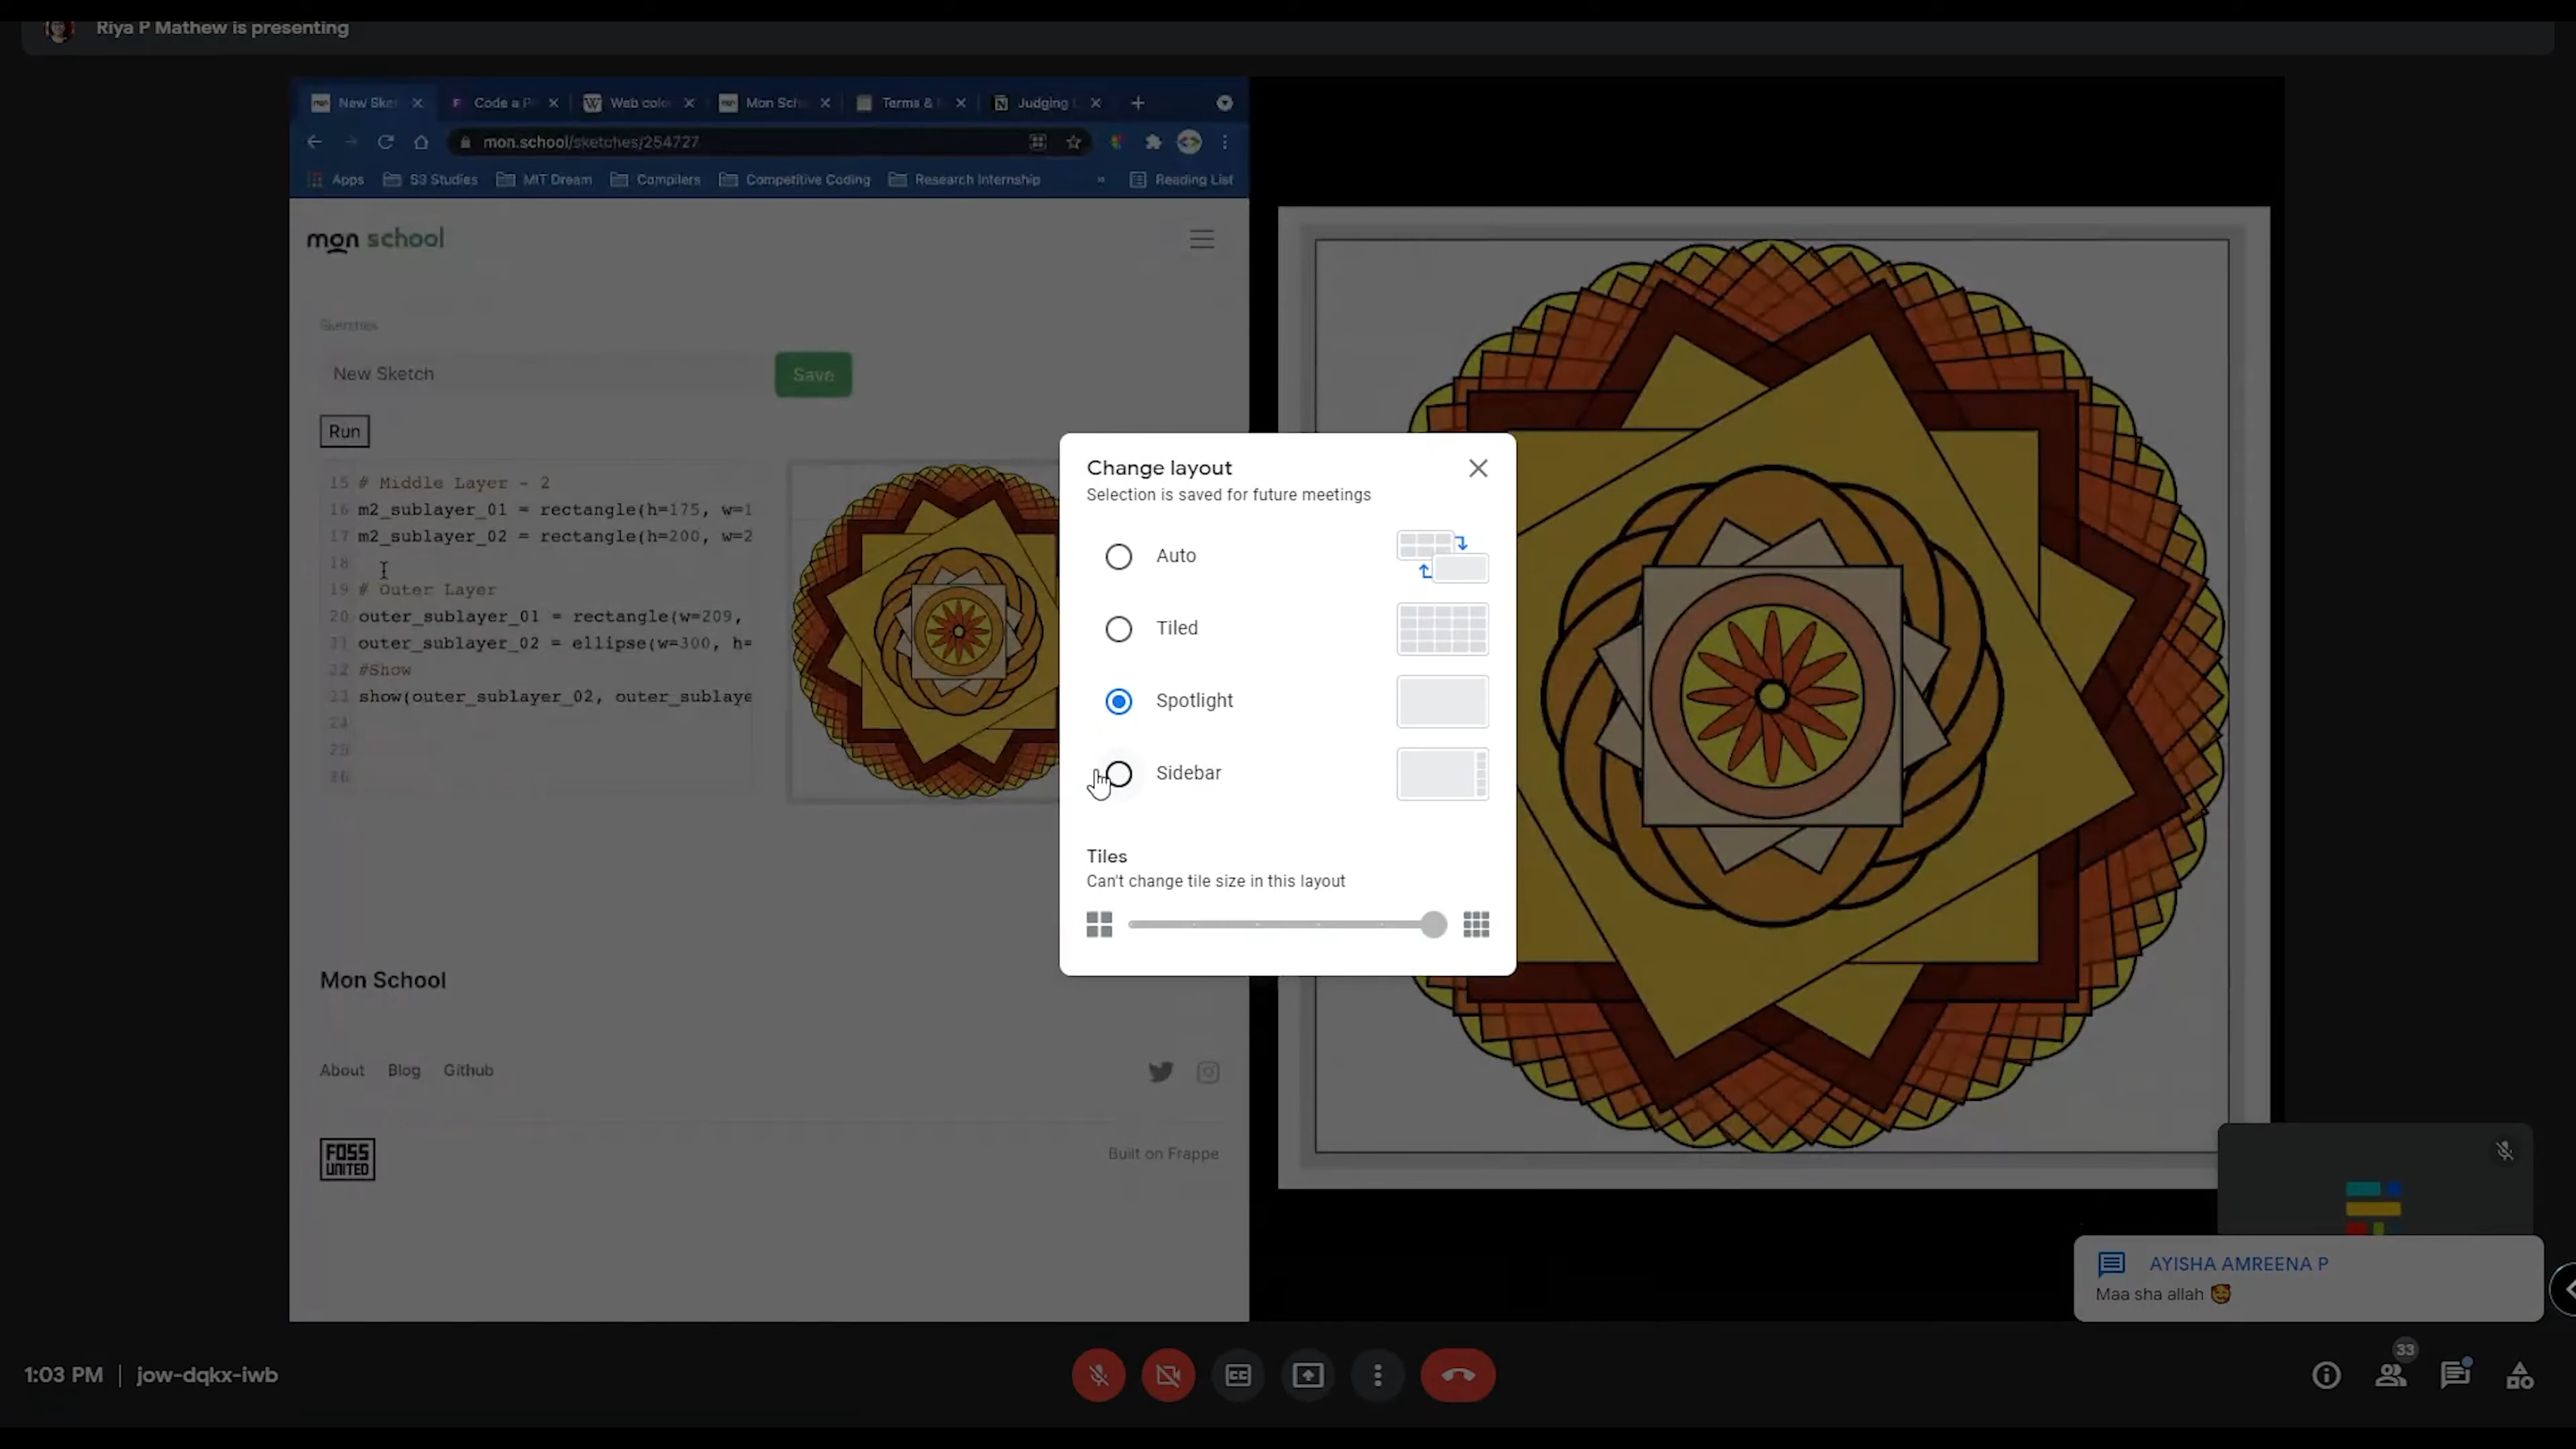 Riya P Mathew is presenting
New Sket
Code a P
Web colo
Mon Sch
Terms &
Judging
mon.school/sketches/254727
Apps
S3 Studies
MIT Dream
Compilers
Competitive Coding
Research Internship
»
Reading List
mon school
Sketches
New Sketch
Save
Run
15 # Middle Layer - 2
16 m2_sublayer_01 = rectangle(h=175, w=1
17 m2_sublayer_02 = rectangle(h=200, w=2
18
19 # Outer Layer
20 outer_sublayer_01 = rectangle(w=209,
21 outer_sublayer_02 = ellipse(w=300, h=
22 #Show
23 show(outer_sublayer_02, outer_sublaye
24
25
Mon School
About Blog Github
FOSS
UNITED
Built on Frappe
Change layout
Selection is saved for future meetings
Auto
Tiled
Spotlight
Sidebar
Tiles
Can't change tile size in this layout
AYISHA AMREENA P
Maa sha allah 🥰
1:03 PM | jow-dqkx-iwb
CC
33